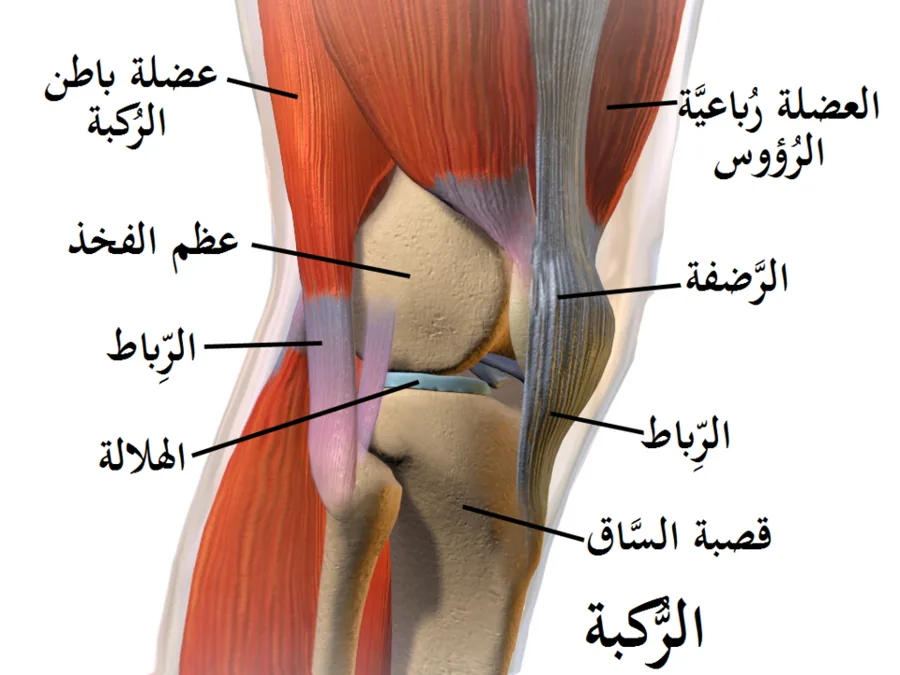 عضلة باطن
الرُكبة
العضلة رُباعيَّة
الرُؤوس
عظم الفخذ
الرَّضفة
الرِّباط
الرِّباط
الهلالة
قصبة السَّاق
الرُّكبة